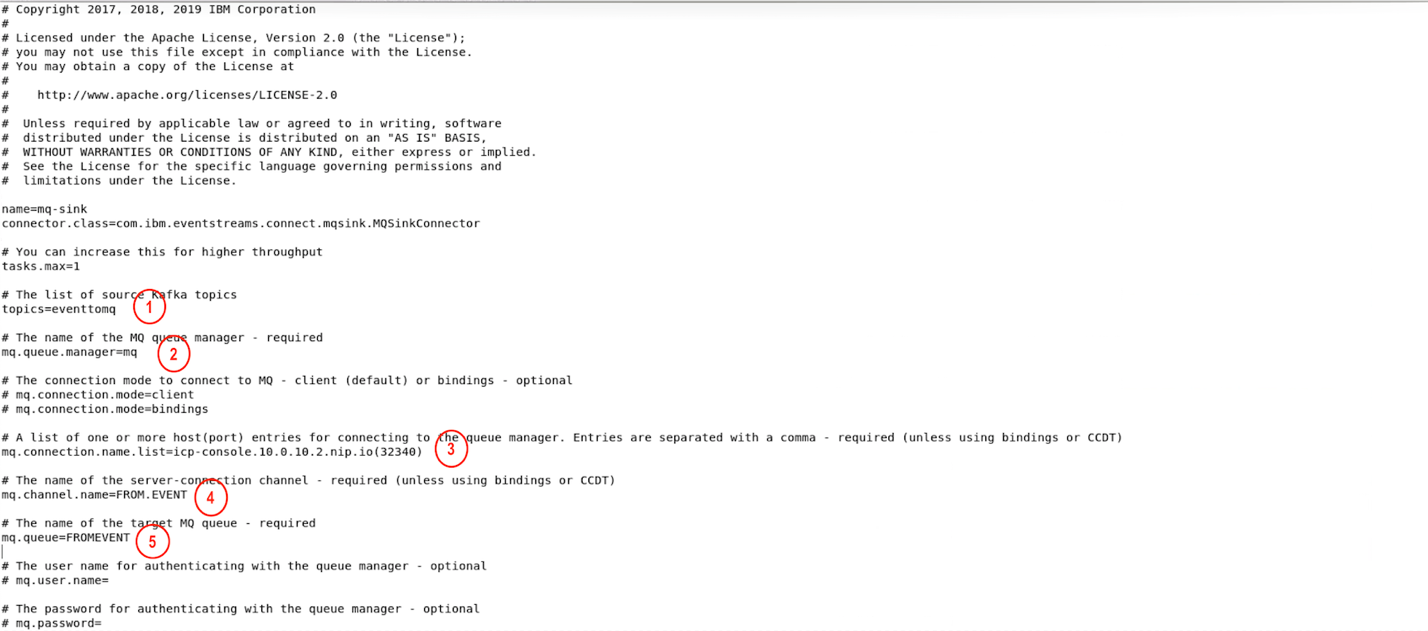 # Copyright 2017, 2018, 2019 IBM Corporation
#
# Licensed under the Apache License, Version 2.0 (the "License");
# you may not use this file except in compliance with the License.
# You may obtain a copy of the License at
#
#    http://www.apache.org/licenses/LICENSE-2.0
#
#  Unless required by applicable law or agreed to in writing, software
#  distributed under the License is distributed on an "AS IS" BASIS,
#  WITHOUT WARRANTIES OR CONDITIONS OF ANY KIND, either express or implied.
#  See the License for the specific language governing permissions and
#  limitations under the License.
name=mq-sink
connector.class=com.ibm.eventstreams.connect.mqsink.MQSinkConnector
# You can increase this for higher throughput
tasks.max=1
# The list of source Kafka topics
topics=eventtomq 1
# The name of the MQ queue manager - required
mq.queue.manager=mq 2
# The connection mode to connect to MQ - client (default) or bindings - optional
# mq.connection.mode=client
# mq.connection.mode=bindings
# A list of one or more host(port) entries for connecting to the queue manager. Entries are separated with a comma - required (unless using bindings or CCDT)
mq.connection.name.list=icp-console.10.0.10.2.nip.io(32340) 3
# The name of the server-connection channel - required (unless using bindings or CCDT)
mq.channel.name=FROM.EVENT 4
# The name of the target MQ queue - required
mq.queue=FROMEVENT 5
# The user name for authenticating with the queue manager - optional
# mq.user.name=
# The password for authenticating with the queue manager - optional
# mq.password=